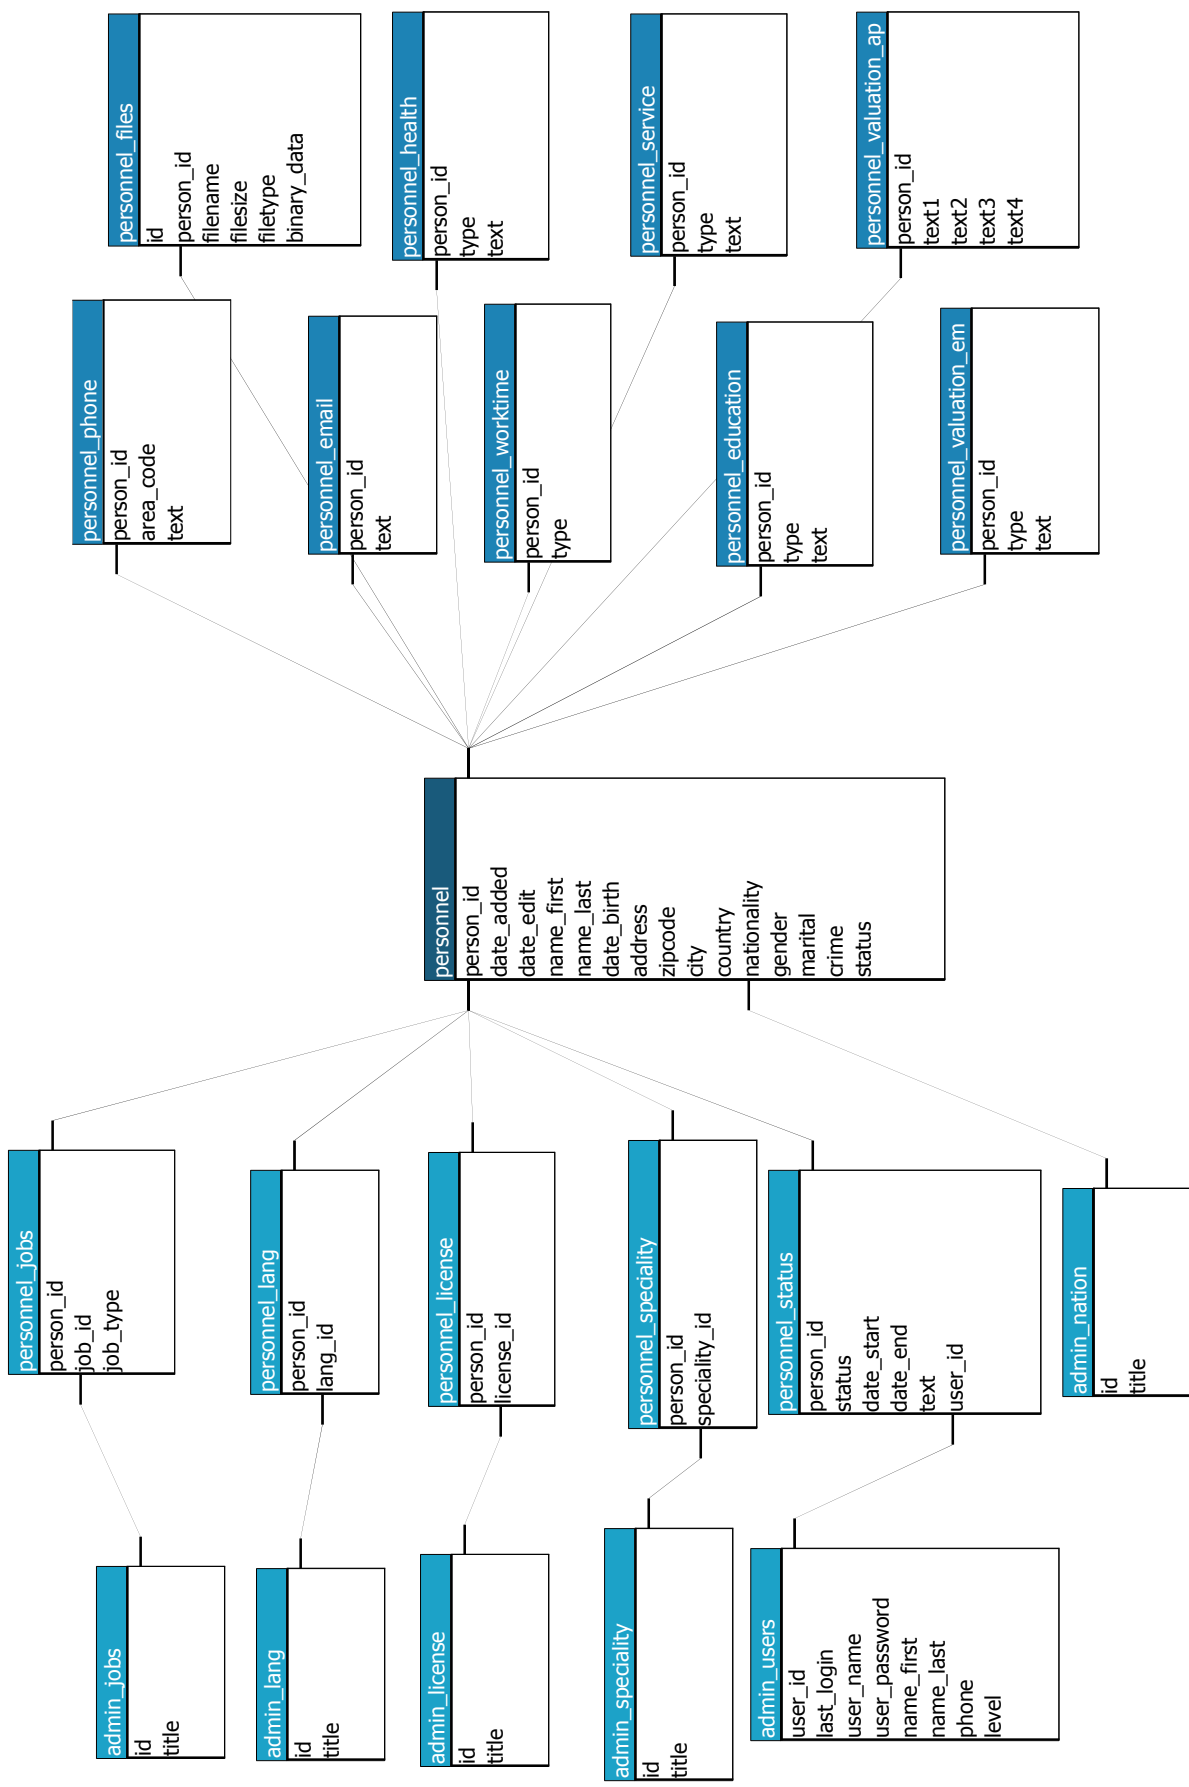 admin_jobs
id
title
admin_lang
id
title
admin_license
id
title
admin_speciality
id
title
admin_users
user_id
last_login
user_name
user_password
name_first
name_last
phone
level
personnel_jobs
person_id
job_id
job_type
personnel_lang
person_id
lang_id
personnel_license
person_id
license_id
personnel_speciality
person_id
speciality_id
personnel_status
person_id
status
date_start
date_end
text
user_id
admin_nation
id
title
personnel
person_id
date_added
date_edit
name_first
name_last
date_birth
address
zipcode
city
country
nationality
gender
marital
crime
status
personnel_phone
person_id
area_code
text
personnel_email
person_id
text
personnel_worktime
person_id
type
personnel_education
person_id
type
text
personnel_valuation_em
person_id
type
text
personnel_files
id
person_id
filename
filesize
filetype
binary_data
personnel_health
person_id
type
text
personnel_service
person_id
type
text
personnel_valuation_ap
person_id
text1
text2
text3
text4